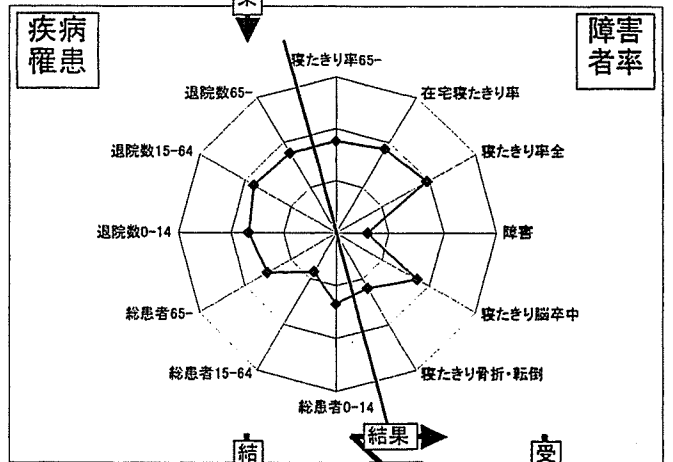 疾病
罹患
障害
者率
寝たきり率65-
退院数65-
在宅寝たきり率
退院数15-64
寝たきり率全
退院数0-14
障害
総患者65-
寝たきり脳卒中
総患者15-64
寝たきり骨折・転倒
総患者0-14
結果
結
受